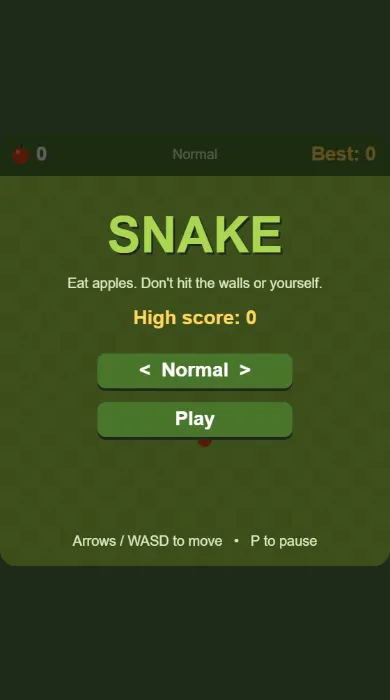 0 Normal Best: 0
SNAKE
Eat apples. Don't hit the walls or yourself.
High score: 0
< Normal >
Play
Arrows / WASD to move • P to pause